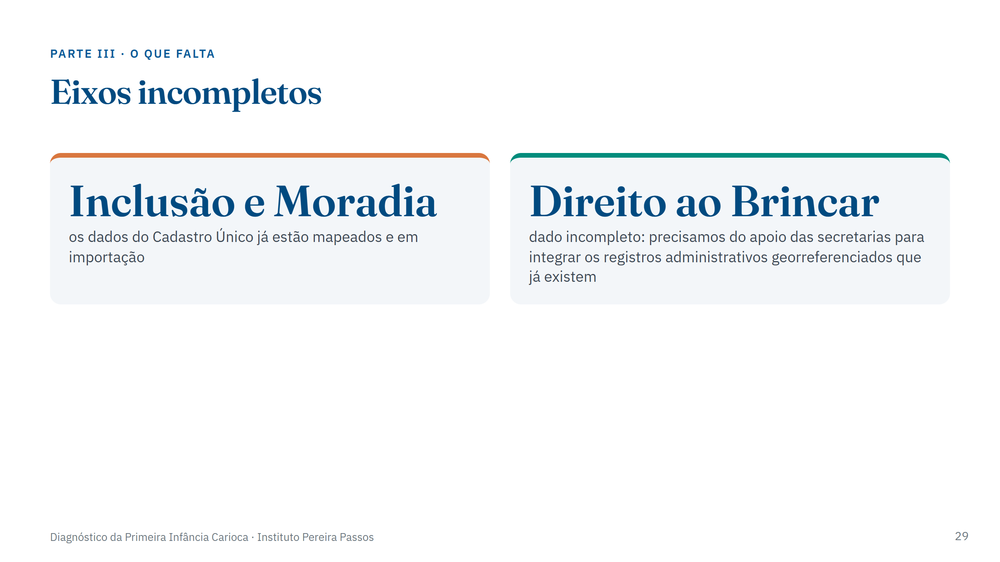 PARTE III · O QUE FALTA
Eixos incompletos
Inclusão e Moradia
os dados do Cadastro Único já estão mapeados e em
importação
Direito ao Brincar
dado incompleto: precisamos do apoio das secretarias para
integrar os registros administrativos georreferenciados que
já existem
Diagnóstico da Primeira Infância Carioca · Instituto Pereira Passos
29